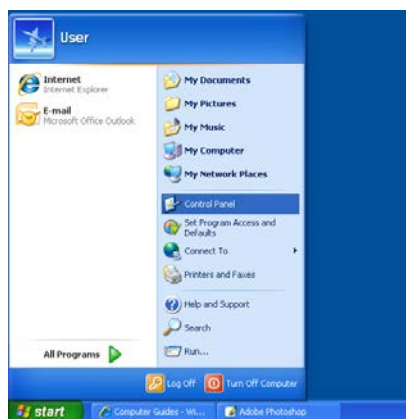 User
Internet
Internet Explorer
E-mail
Microsoft Office Outlook
All Programs
My Documents
My Pictures
My Music
My Computer
My Network Places
Control Panel
Set Program Access and
Defaults
Connect To
Printers and Faxes
Help and Support
Search
Run...
Log Off
Turn Off Computer
start
Computer Guides - Wi...
Adobe Photoshop